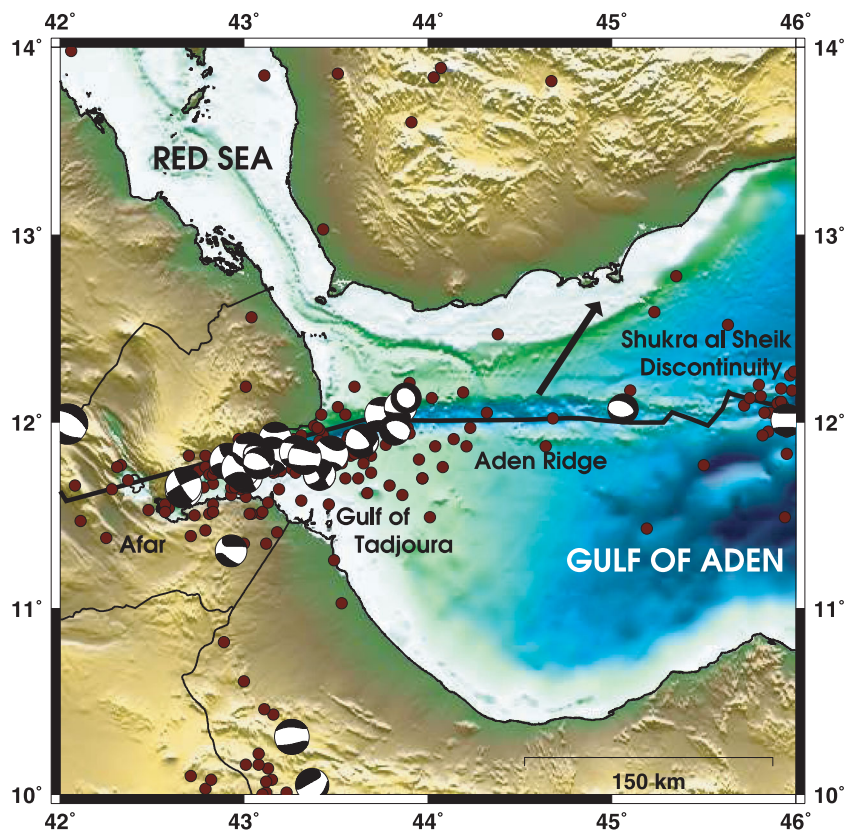 42° 43° 44° 45° 46°
14° 14°
RED SEA
13° 13°
Shukra al Sheik
Discontinuity
12° 12°
Aden Ridge
Gulf of
Tadjoura
Afar
GULF OF ADEN
11° 11°
150 km
10° 10°
42° 43° 44° 45° 46°